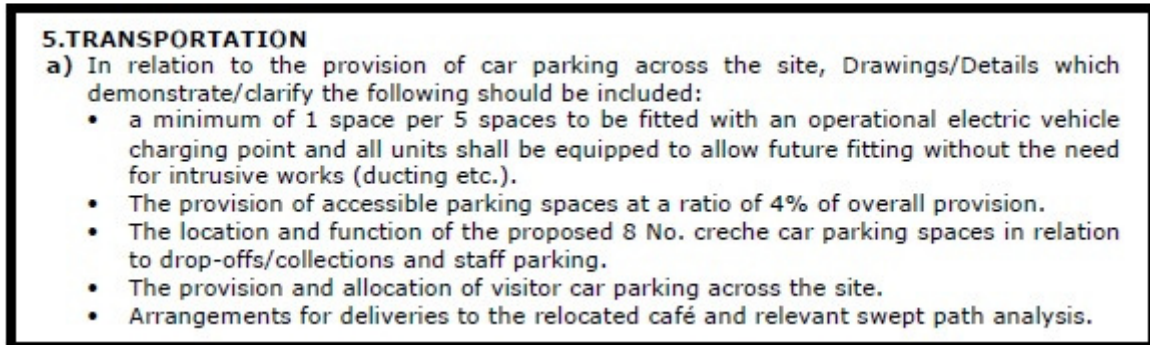 5.TRANSPORTATION
a) In relation to the provision of car parking across the site, Drawings/Details which
demonstrate/clarify the following should be included:
• a minimum of 1 space per 5 spaces to be fitted with an operational electric vehicle
charging point and all units shall be equipped to allow future fitting without the need
for intrusive works (ducting etc.).
• The provision of accessible parking spaces at a ratio of 4% of overall provision.
• The location and function of the proposed 8 No. creche car parking spaces in relation
to drop-offs/collections and staff parking.
• The provision and allocation of visitor car parking across the site.
• Arrangements for deliveries to the relocated café and relevant swept path analysis.